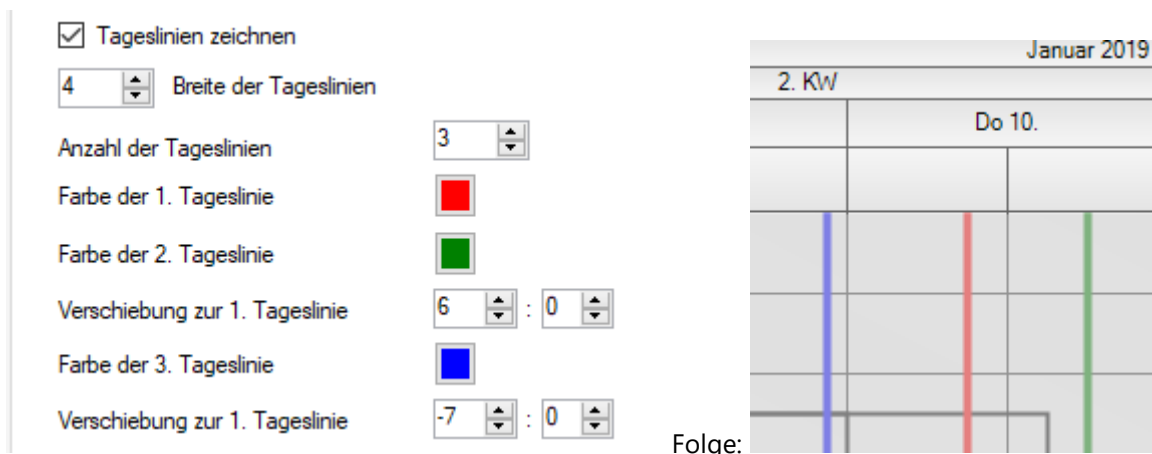 Tageslinien zeichnen
4 Breite der Tageslinien
Anzahl der Tageslinien 3
Farbe der 1. Tageslinie
Farbe der 2. Tageslinie
Verschiebung zur 1. Tageslinie 6 : 0
Farbe der 3. Tageslinie
Verschiebung zur 1. Tageslinie -7 : 0
Folge:
Januar 2019
2. KW
Do 10.